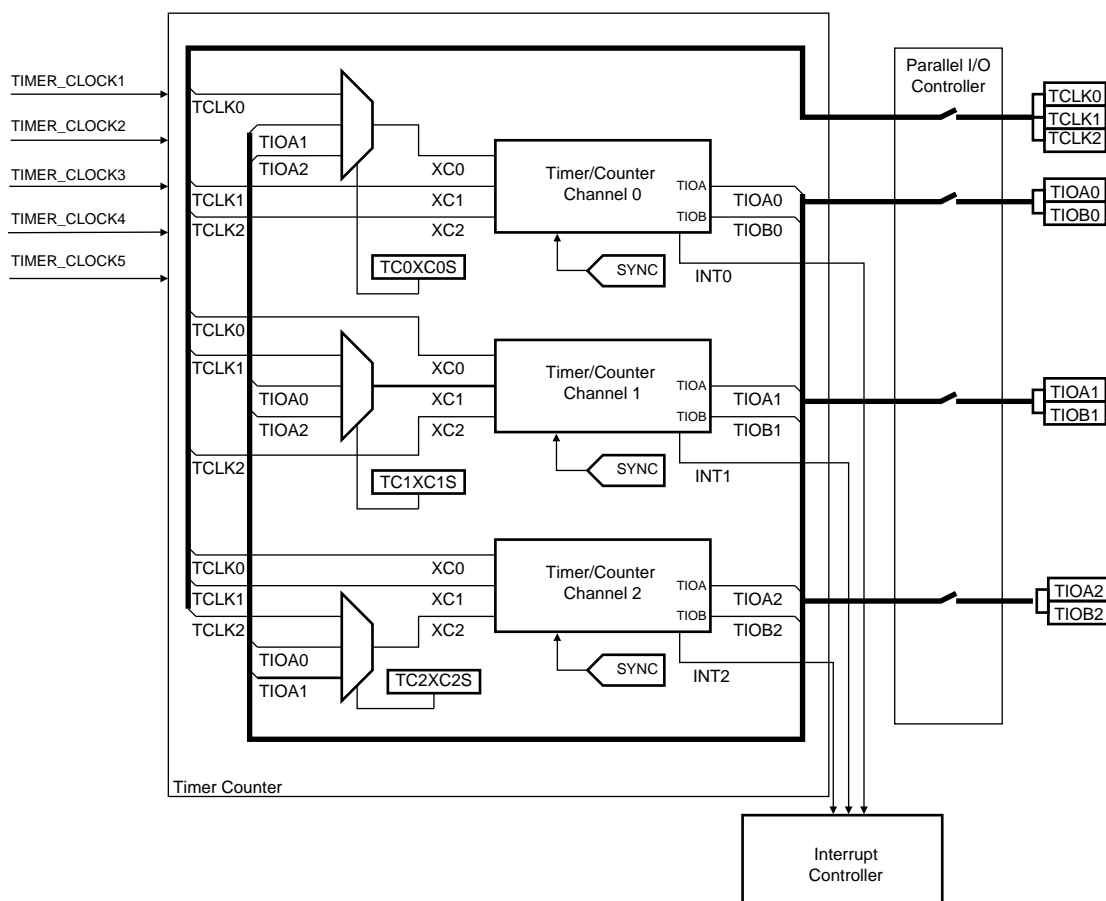 TIMER_CLOCK1
TIMER_CLOCK2
TIMER_CLOCK3
TIMER_CLOCK4
TIMER_CLOCK5
TCLK0
TIOA1
TIOA2
TCLK1
TCLK2
XC0
XC1
XC2
TC0XC0S
Timer/Counter
Channel 0
TIOA
TIOB
TIOA0
TIOB0
SYNC
INT0
TCLK0
TCLK1
TIOA0
TIOA2
TCLK2
XC0
XC1
XC2
TC1XC1S
Timer/Counter
Channel 1
TIOA
TIOB
TIOA1
TIOB1
SYNC
INT1
TCLK0
TCLK1
TCLK2
TIOA0
TIOA1
XC0
XC1
XC2
TC2XC2S
Timer/Counter
Channel 2
TIOA
TIOB
TIOA2
TIOB2
SYNC
INT2
Timer Counter
Parallel I/O
Controller
TCLK0
TCLK1
TCLK2
TIOA0
TIOB0
TIOA1
TIOB1
TIOA2
TIOB2
Interrupt
Controller